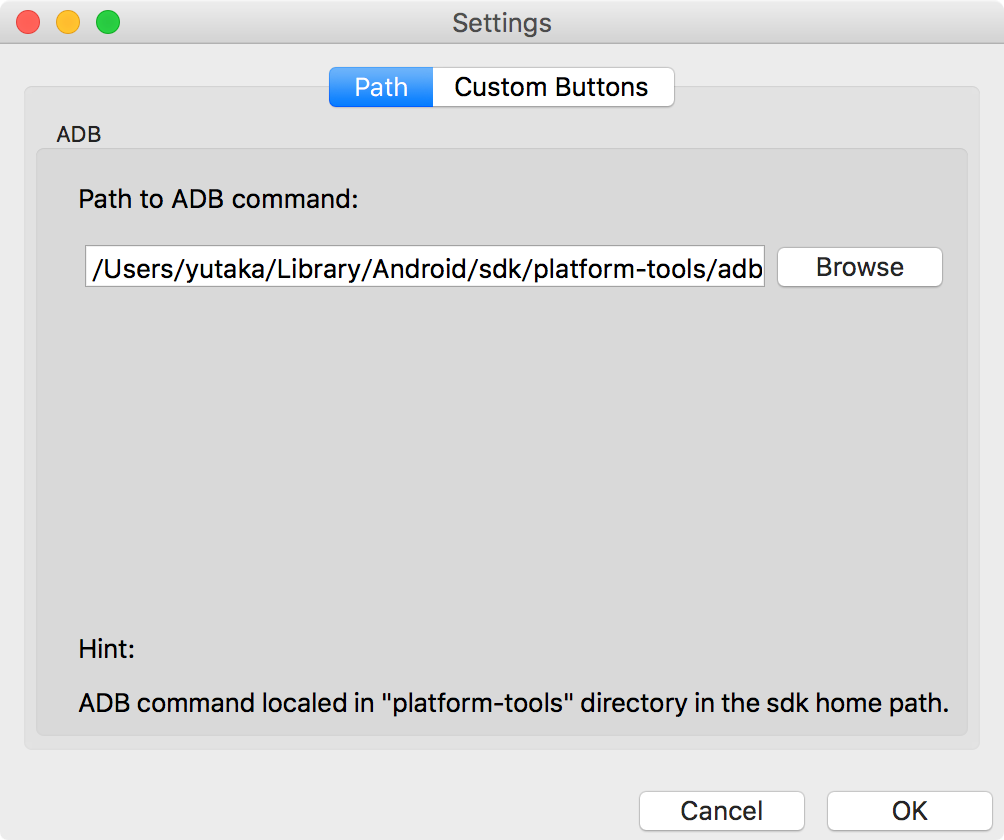 Settings
Path Custom Buttons
ADB
Path to ADB command:
/Users/yutaka/Library/Android/sdk/platform-tools/adb Browse
Hint:
ADB command localed in "platform-tools" directory in the sdk home path.
Cancel OK